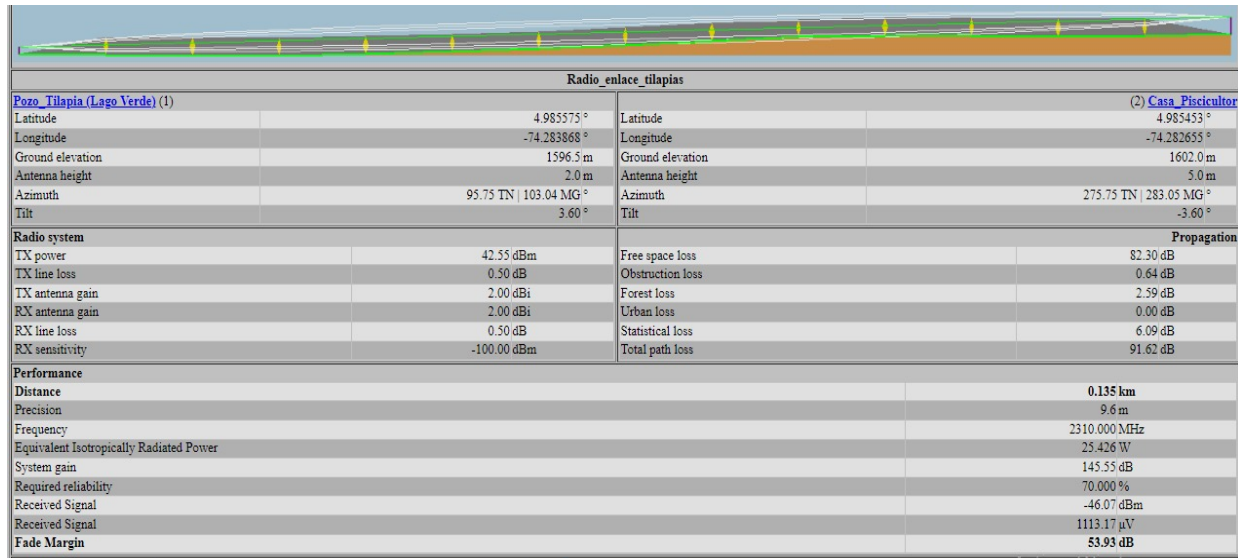 Radio_enlace_tilapias
Pozo_Tilapia (Lago Verde) (1) (2) Casa_Piscicultor
Latitude 4.985575 ° Latitude 4.985453 °
Longitude -74.283868 ° Longitude -74.282655 °
Ground elevation 1596.5 m Ground elevation 1602.0 m
Antenna height 2.0 m Antenna height 5.0 m
Azimuth 95.75 TN | 103.04 MG ° Azimuth 275.75 TN | 283.05 MG °
Tilt 3.60 ° Tilt -3.60 °
Radio system Propagation
TX power 42.55 dBm Free space loss 82.30 dB
TX line loss 0.50 dB Obstruction loss 0.64 dB
TX antenna gain 2.00 dBi Forest loss 2.59 dB
RX antenna gain 2.00 dBi Urban loss 0.00 dB
RX line loss 0.50 dB Statistical loss 6.09 dB
RX sensitivity -100.00 dBm Total path loss 91.62 dB
Performance
Distance 0.135 km
Precision 9.6 m
Frequency 2310.000 MHz
Equivalent Isotropically Radiated Power 25.426 W
System gain 145.55 dB
Required reliability 70.000 %
Received Signal -46.07 dBm
Received Signal 1113.17 µV
Fade Margin 53.93 dB